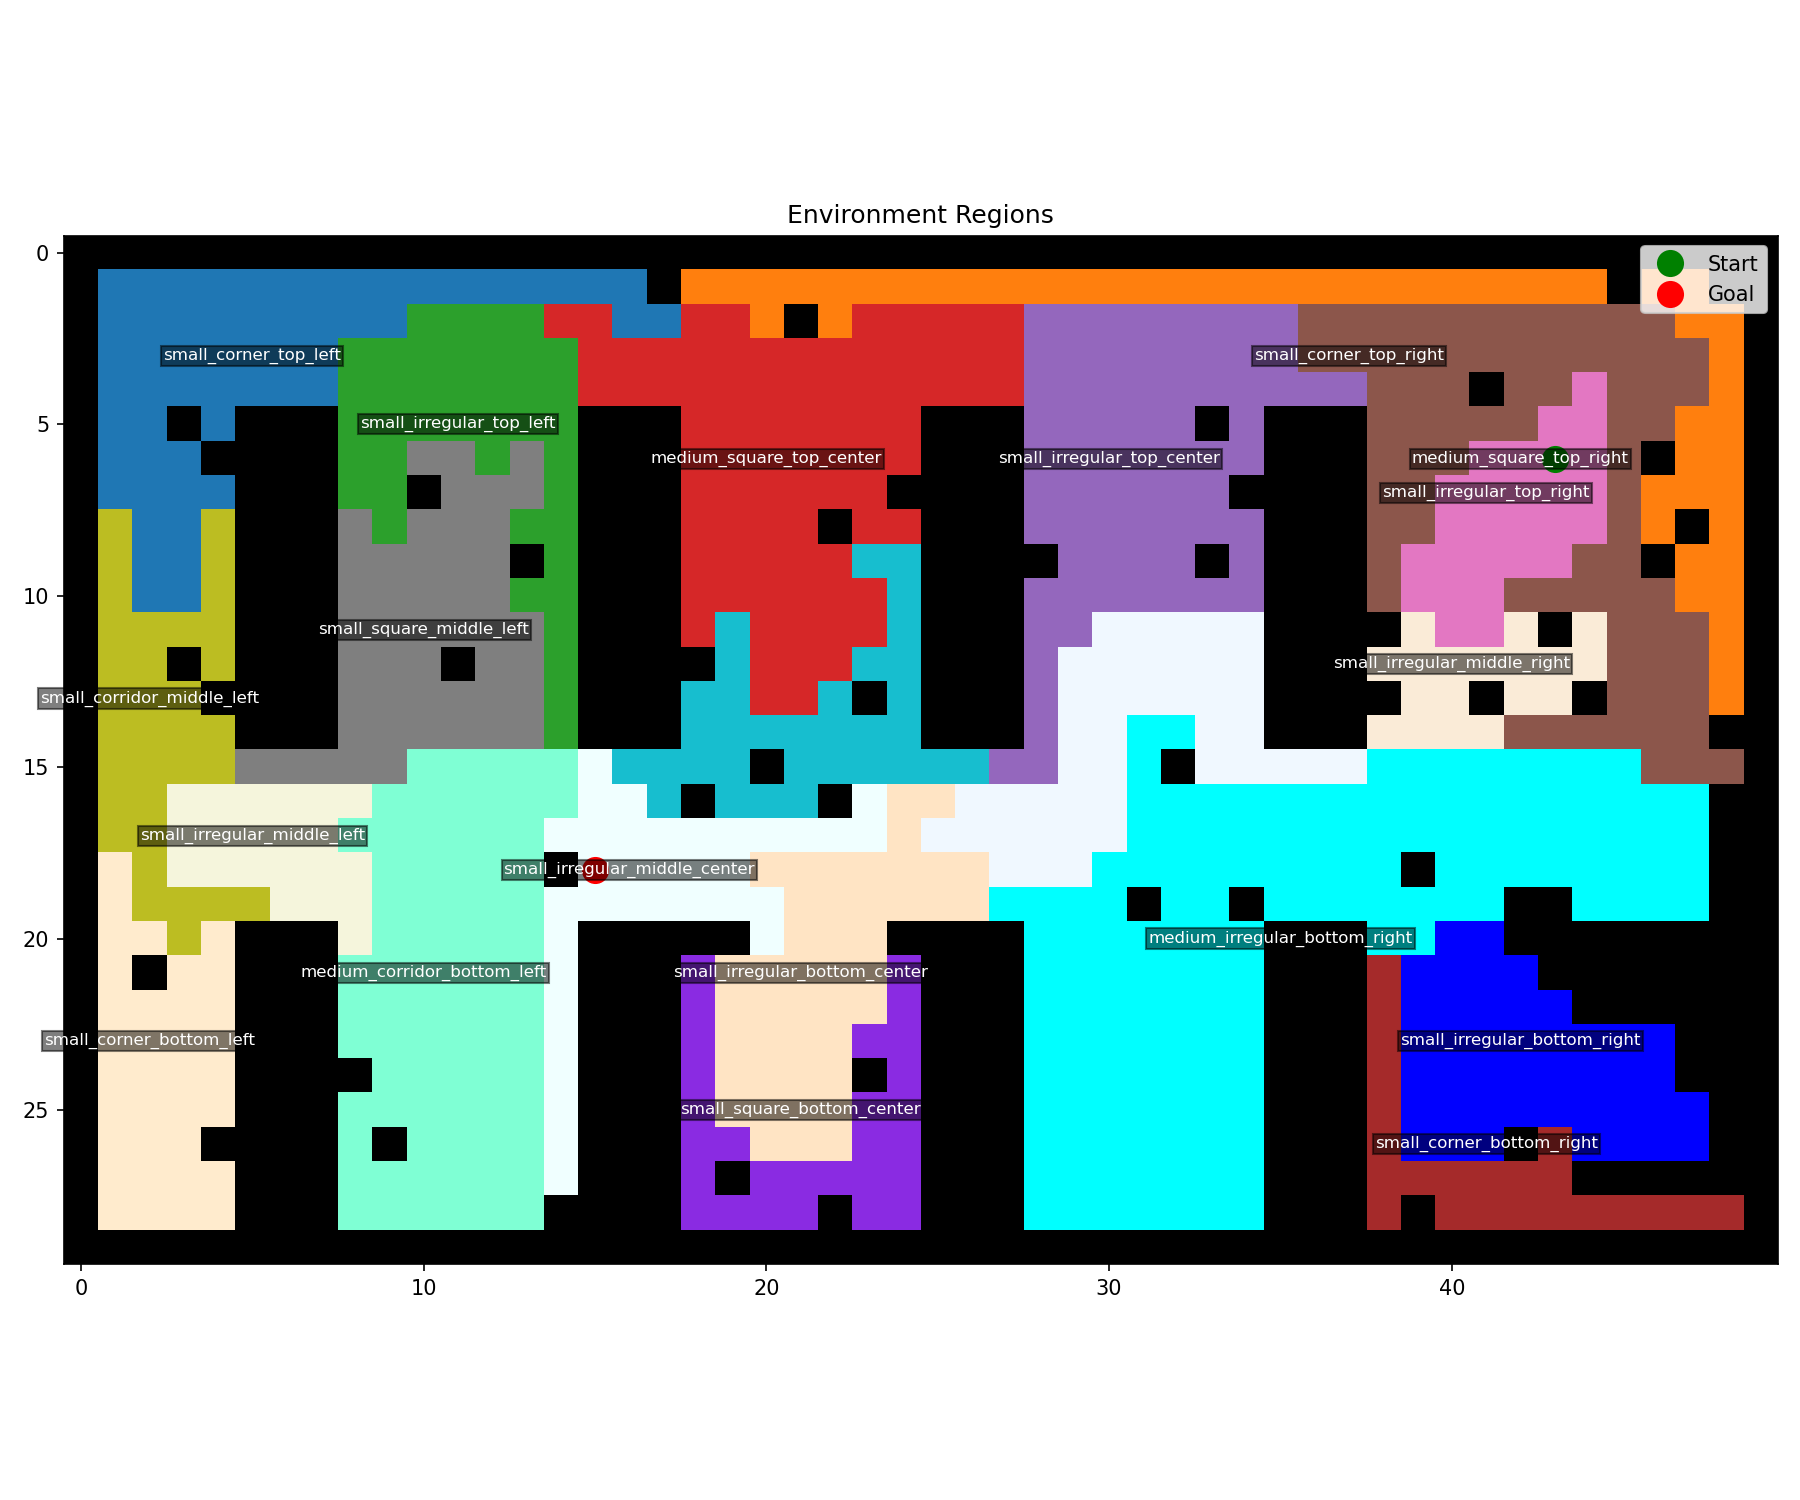 Environment Regions
Start
Goal
small_corner_top_left
small_corner_top_right
small_irregular_top_left
medium_square_top_center
small_irregular_top_center
medium_square_top_right
small_irregular_top_right
small_square_middle_left
small_irregular_middle_right
small_corridor_middle_left
small_irregular_middle_left
small_irregular_middle_center
medium_irregular_bottom_right
medium_corridor_bottom_left
small_irregular_bottom_center
small_corner_bottom_left
small_irregular_bottom_right
small_square_bottom_center
small_corner_bottom_right
0
5
10
15
20
25
0 10 20 30 40